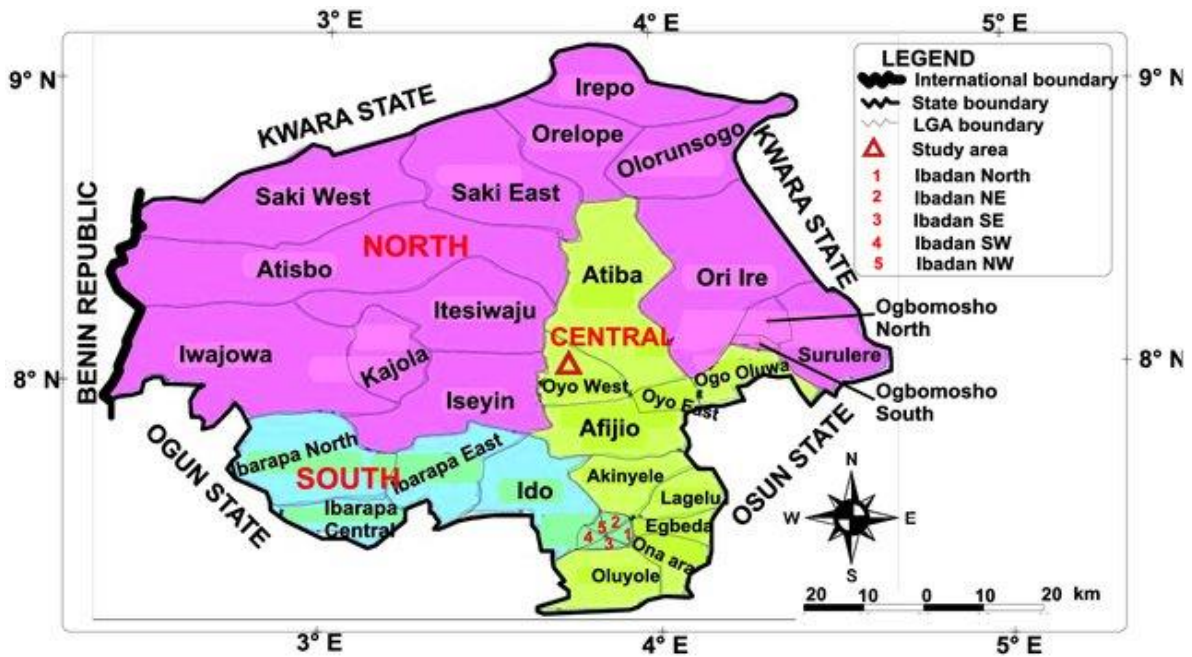 3° E 4° E 5° E
9° N
9° N
LEGEND
International boundary
State boundary
LGA boundary
Study area
1 Ibadan North
2 Ibadan NE
3 Ibadan SE
4 Ibadan SW
5 Ibadan NW
KWARA STATE
KWARA STATE
BENIN REPUBLIC
Irepo
Orelope
Olorunsogo
Saki West
Saki East
NORTH
Atisbo
Atiba
Ori Ire
Itesiwaju
Ogbomosho
North
CENTRAL
Iwajowa
Kajola
Surulere
8° N
8° N
Oyo West
Ogo Oluwa
Oyo East
Ogbomosho
South
Iseyin
Afijio
OGUN STATE
OSUN STATE
Ibarapa North
Ibarapa East
SOUTH
Ido
Akinyele
Lagelu
Ibarapa
Central
Egbeda
2
5
1
4
3
Ona ara
Oluyole
N
W E
S
20 10 0 10 20 km
3° E 4° E 5° E